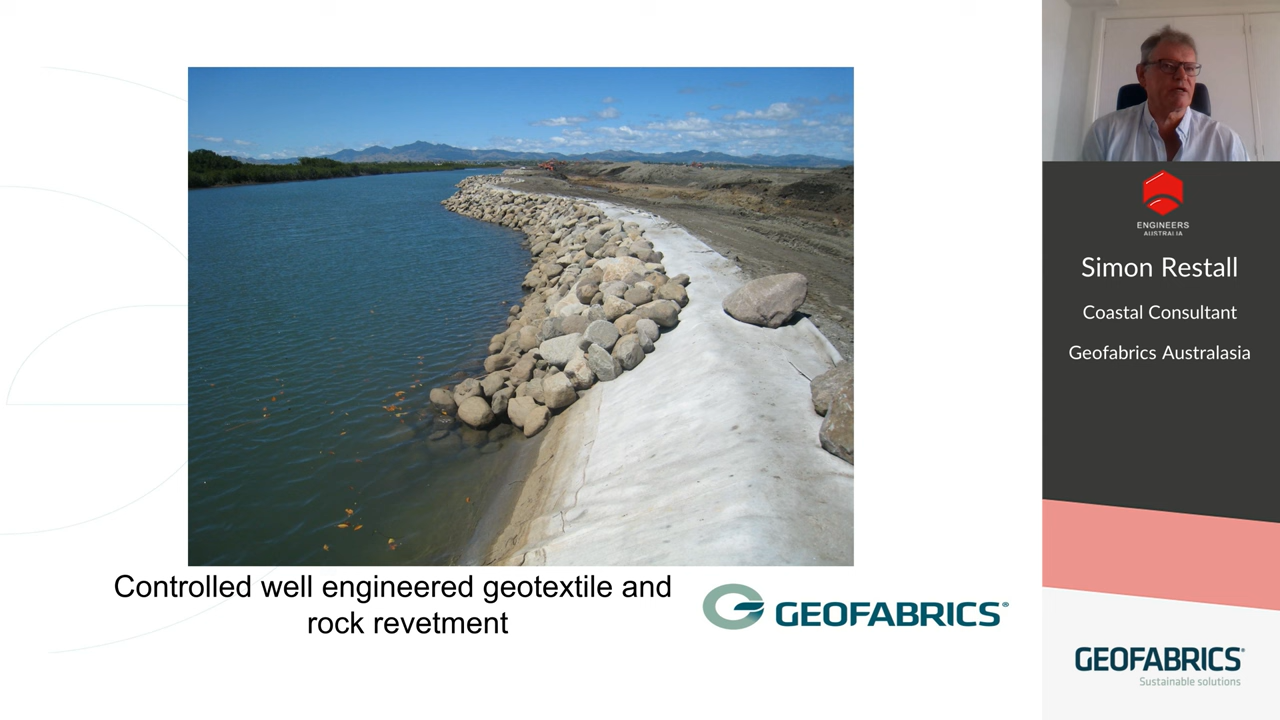 Controlled well engineered geotextile and
rock revetment
GEOFABRICS®
ENGINEERS
AUSTRALIA
Simon Restall
Coastal Consultant
Geofabrics Australasia
GEOFABRICS®
Sustainable solutions